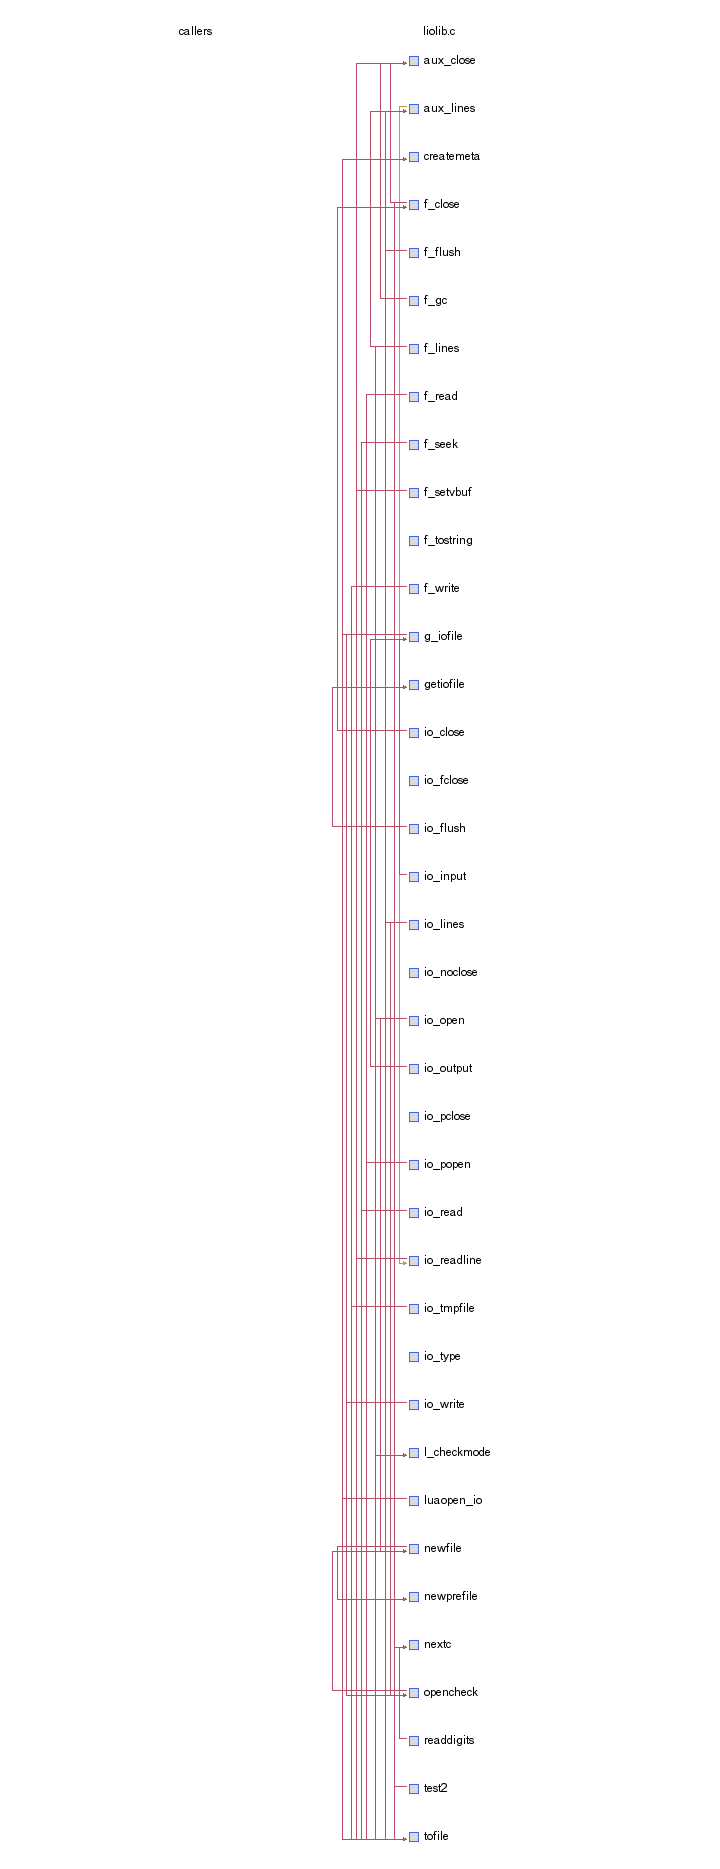 callers liolib.c
aux_close
aux_lines
createmeta
f_close
f_flush
f_gc
f_lines
f_read
f_seek
f_setvbuf
f_tostring
f_write
g_iofile
getiofile
io_close
io_fclose
io_flush
io_input
io_lines
io_noclose
io_open
io_output
io_pclose
io_popen
io_read
io_readline
io_tmpfile
io_type
io_write
l_checkmode
luaopen_io
newfile
newprefile
nextc
opencheck
readdigits
test2
tofile